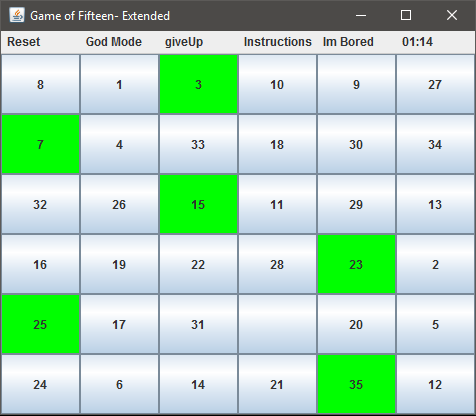 Game of Fifteen- Extended
Reset God Mode giveUp Instructions Im Bored 01:14
8 1 3 10 9 27
7 4 33 18 30 34
32 26 15 11 29 13
16 19 22 28 23 2
25 17 31 20 5
24 6 14 21 35 12